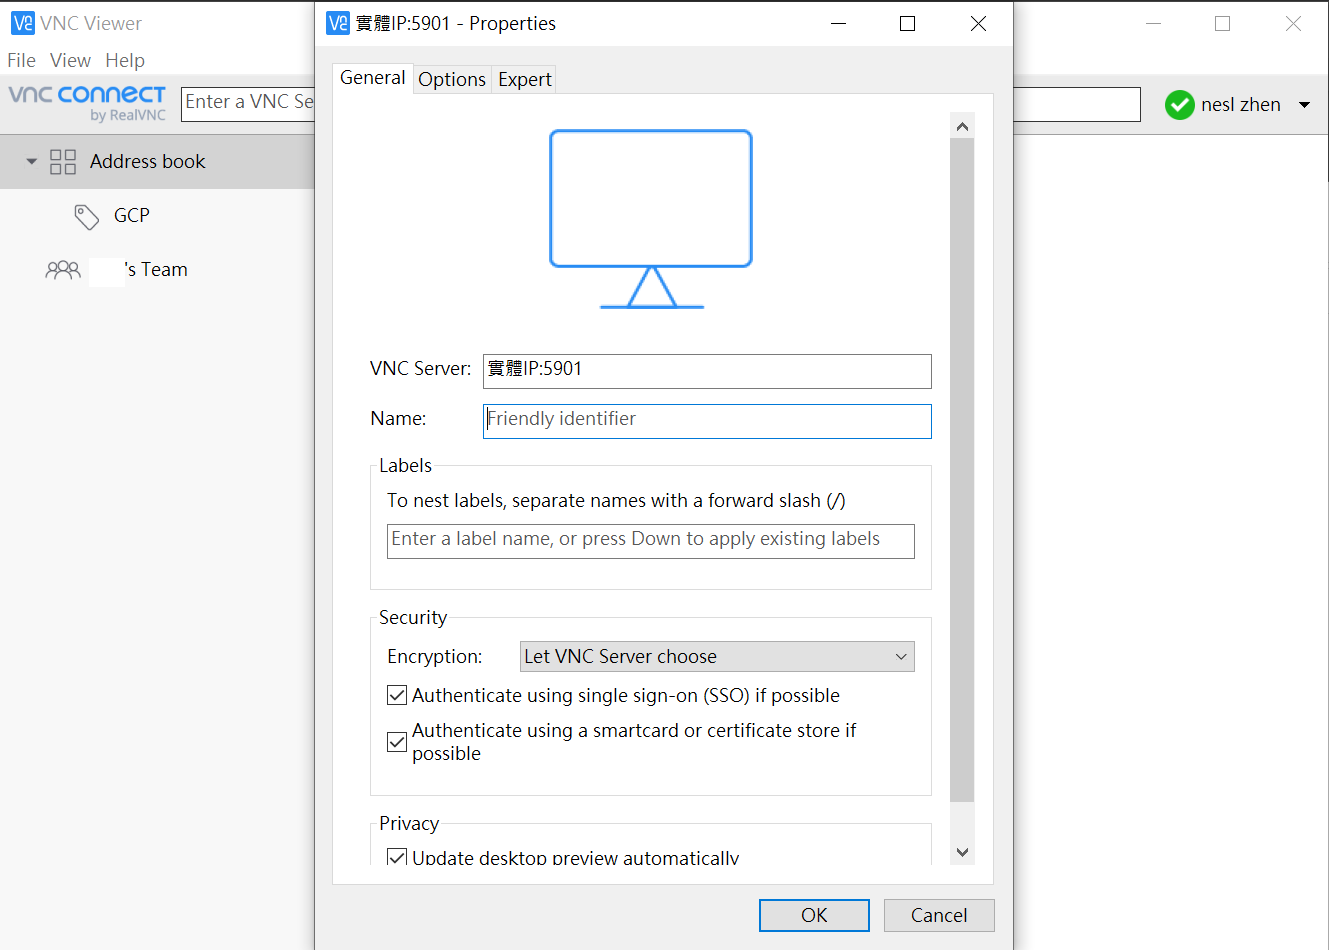 VNC Viewer
File View Help
VNC CONNECT
by RealVNC
Enter a VNC Se
nesl zhen
Address book
GCP
's Team
實體IP:5901 - Properties
General Options Expert
VNC Server: 實體IP:5901
Name: Friendly identifier
Labels
To nest labels, separate names with a forward slash (/)
Enter a label name, or press Down to apply existing labels
Security
Encryption: Let VNC Server choose
Authenticate using single sign-on (SSO) if possible
Authenticate using a smartcard or certificate store if
possible
Privacy
Update desktop preview automatically
OK Cancel